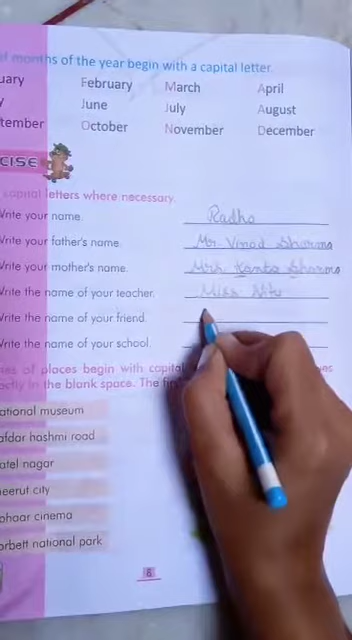 of months of the year begin with a capital letter.
uary February March April
y June July August
tember October November December
CISE
capital letters where necessary.
Write your name. Radha
Write your father's name. Mr. Vinod Sharma
Write your mother's name. Mrs. Kanta Sharma
Write the name of your teacher. Miss Nitu
Write the name of your friend.
Write the name of your school.
es of places begin with capital
ctly in the blank space. The fi
ational museum
afdar hashmi road
atel nagar
eerut city
phaar cinema
orbett national park
8